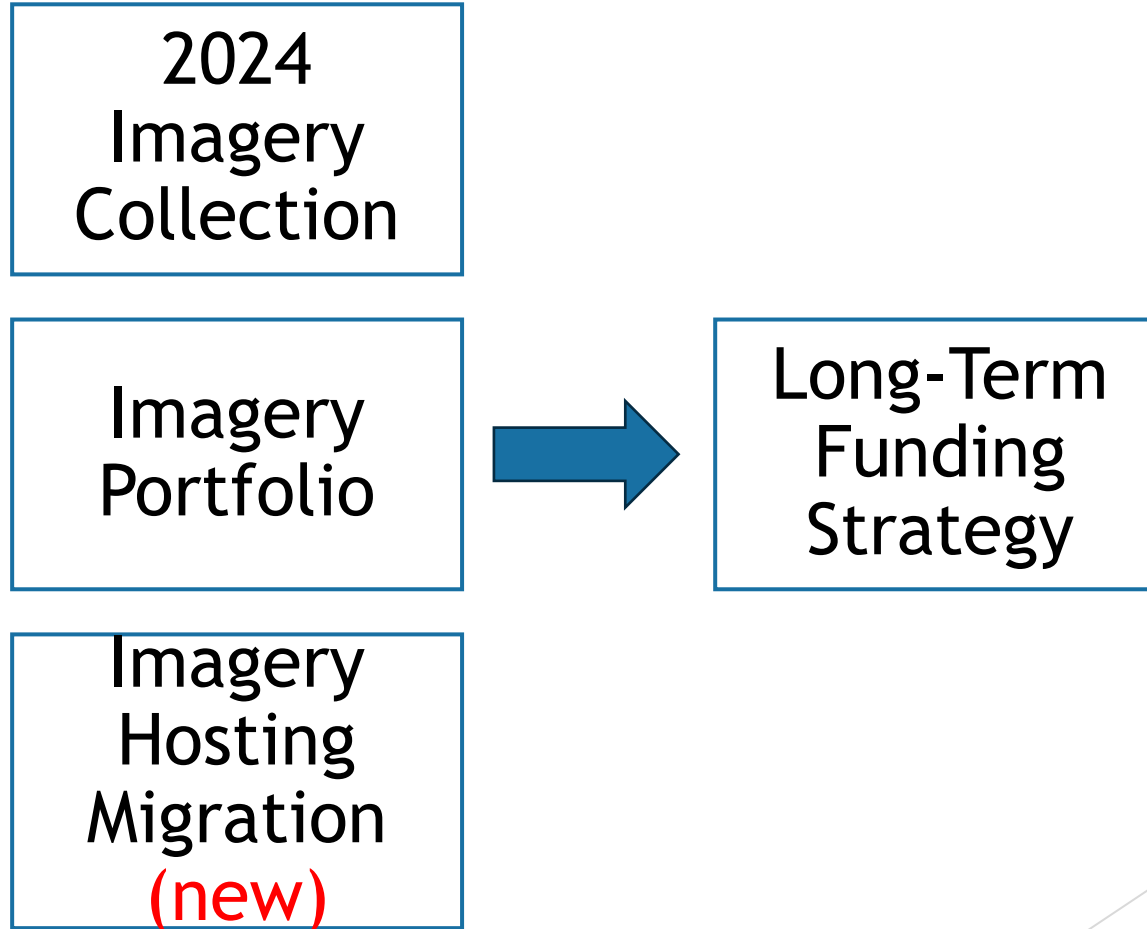 2024
Imagery
Collection
Imagery
Portfolio
Long-Term
Funding
Strategy
Imagery
Hosting
Migration
(new)